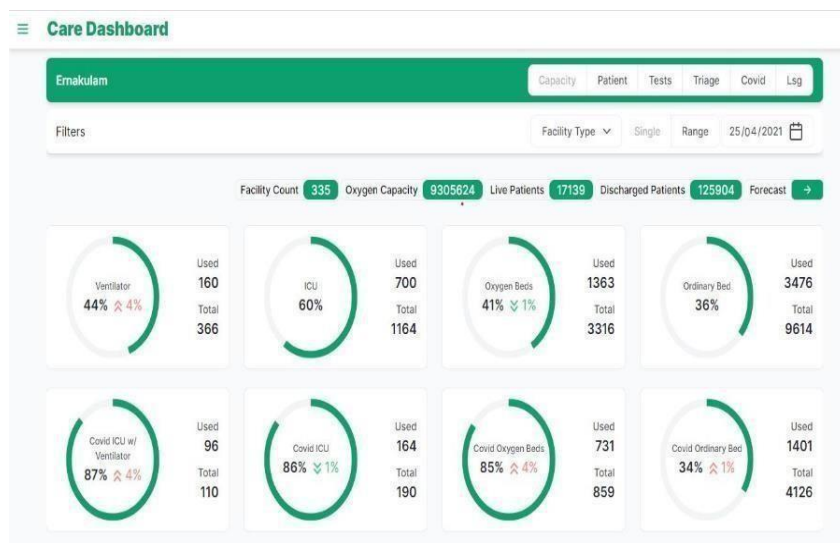 Care Dashboard
Ernakulam
Capacity Patient Tests Triage Covid Lsg
Filters
Facility Type Single Range 25/04/2021
Facility Count 335 Oxygen Capacity 9305624 Live Patients 17139 Discharged Patients 125904 Forecast →
Ventilator
44% 4%
Used
160
Total
366
ICU
60%
Used
700
Total
1164
Oxygen Beds
41% 1%
Used
1363
Total
3316
Ordinary Bed
36%
Used
3476
Total
9614
Covid ICU w/
Ventilator
87% 4%
Used
96
Total
110
Covid ICU
86% 1%
Used
164
Total
190
Covid Oxygen Beds
85% 4%
Used
731
Total
859
Covid Ordinary Bed
34% 1%
Used
1401
Total
4126